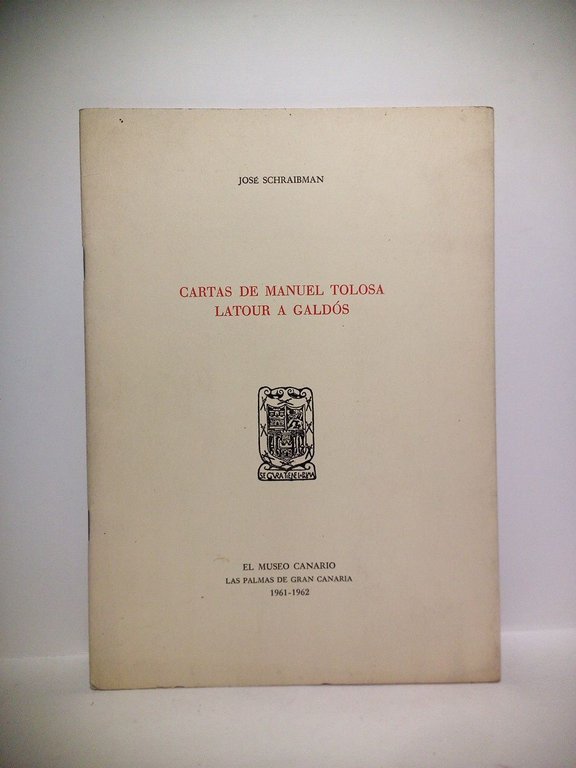 JOSÉ SCHRAIBMAN
CARTAS DE MANUEL TOLOSA
LATOUR A GALDÓS
EL MUSEO CANARIO
LAS PALMAS DE GRAN CANARIA
1961-1962